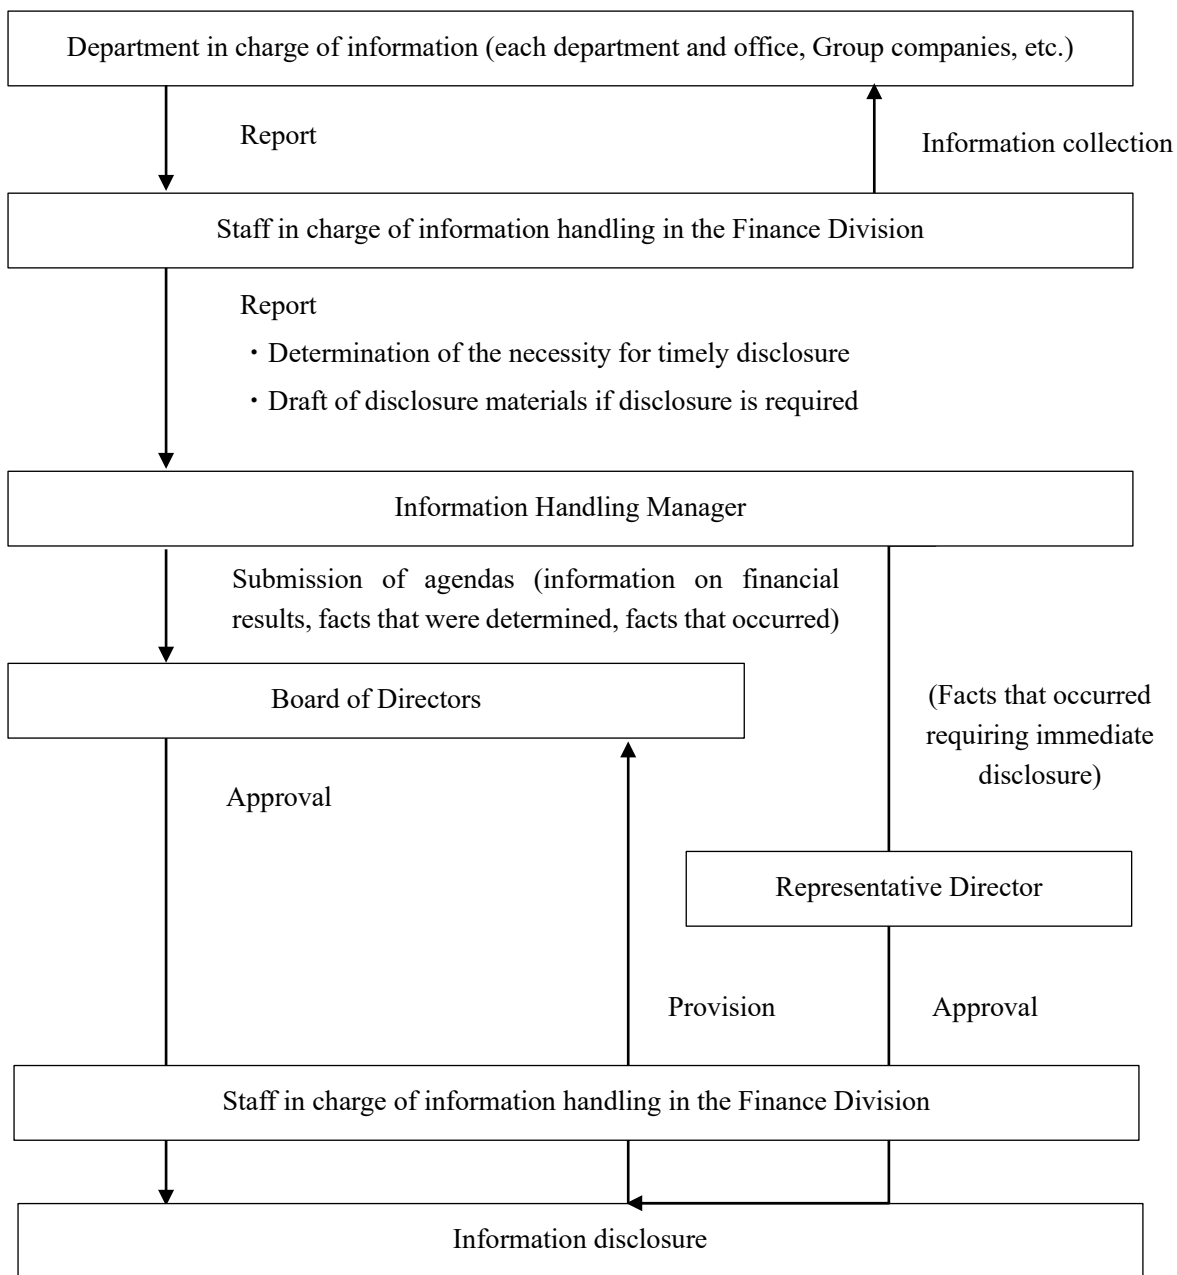 Department in charge of information (each department and office, Group companies, etc.)
Report
Information collection
Staff in charge of information handling in the Finance Division
Report
・Determination of the necessity for timely disclosure
・Draft of disclosure materials if disclosure is required
Information Handling Manager
Submission of agendas (information on financial
results, facts that were determined, facts that occurred)
Board of Directors
(Facts that occurred
requiring immediate
disclosure)
Approval
Representative Director
Provision
Approval
Staff in charge of information handling in the Finance Division
Information disclosure